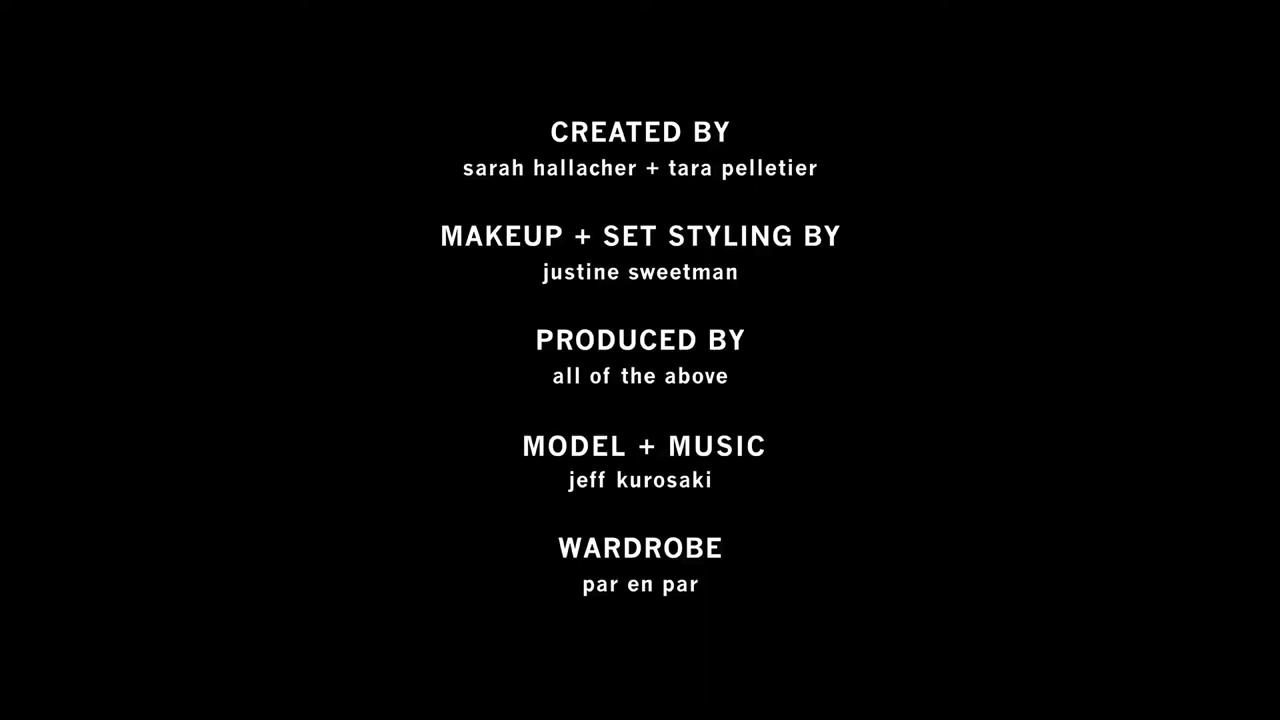 CREATED BY
sarah hallacher + tara pelletier
MAKEUP + SET STYLING BY
justine sweetman
PRODUCED BY
all of the above
MODEL + MUSIC
jeff kurosaki
WARDROBE
par en par